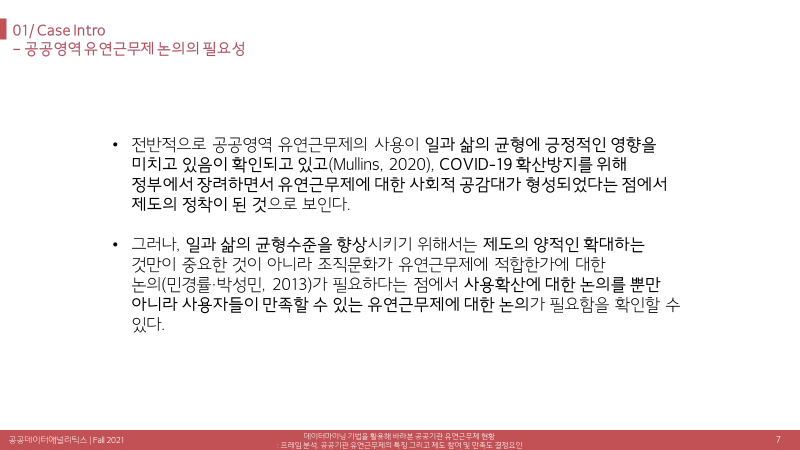 01/ Case Intro
– 공공영역 유연근무제 논의의 필요성
• 전반적으로 공공영역 유연근무제의 사용이 일과 삶의 균형에 긍정적인 영향을
미치고 있음이 확인되고 있고(Mullins, 2020), COVID-19 확산방지를 위해
정부에서 장려하면서 유연근무제에 대한 사회적 공감대가 형성되었다는 점에서
제도의 정착이 된 것으로 보인다.
• 그러나, 일과 삶의 균형수준을 향상시키기 위해서는 제도의 양적인 확대하는
것만이 중요한 것이 아니라 조직문화가 유연근무제에 적합한가에 대한
논의(민경률·박성민, 2013)가 필요하다는 점에서 사용확산에 대한 논의를 뿐만
아니라 사용자들이 만족할 수 있는 유연근무제에 대한 논의가 필요함을 확인할 수
있다.
공공데이터애널리틱스 | Fall 2021
데이터마이닝 기법을 활용해 바라본 공공기관 유연근무제 현황
: 프레임 분석, 공공기관 유연근무제의 특징 그리고 제도 참여 및 만족도 결정요인
7